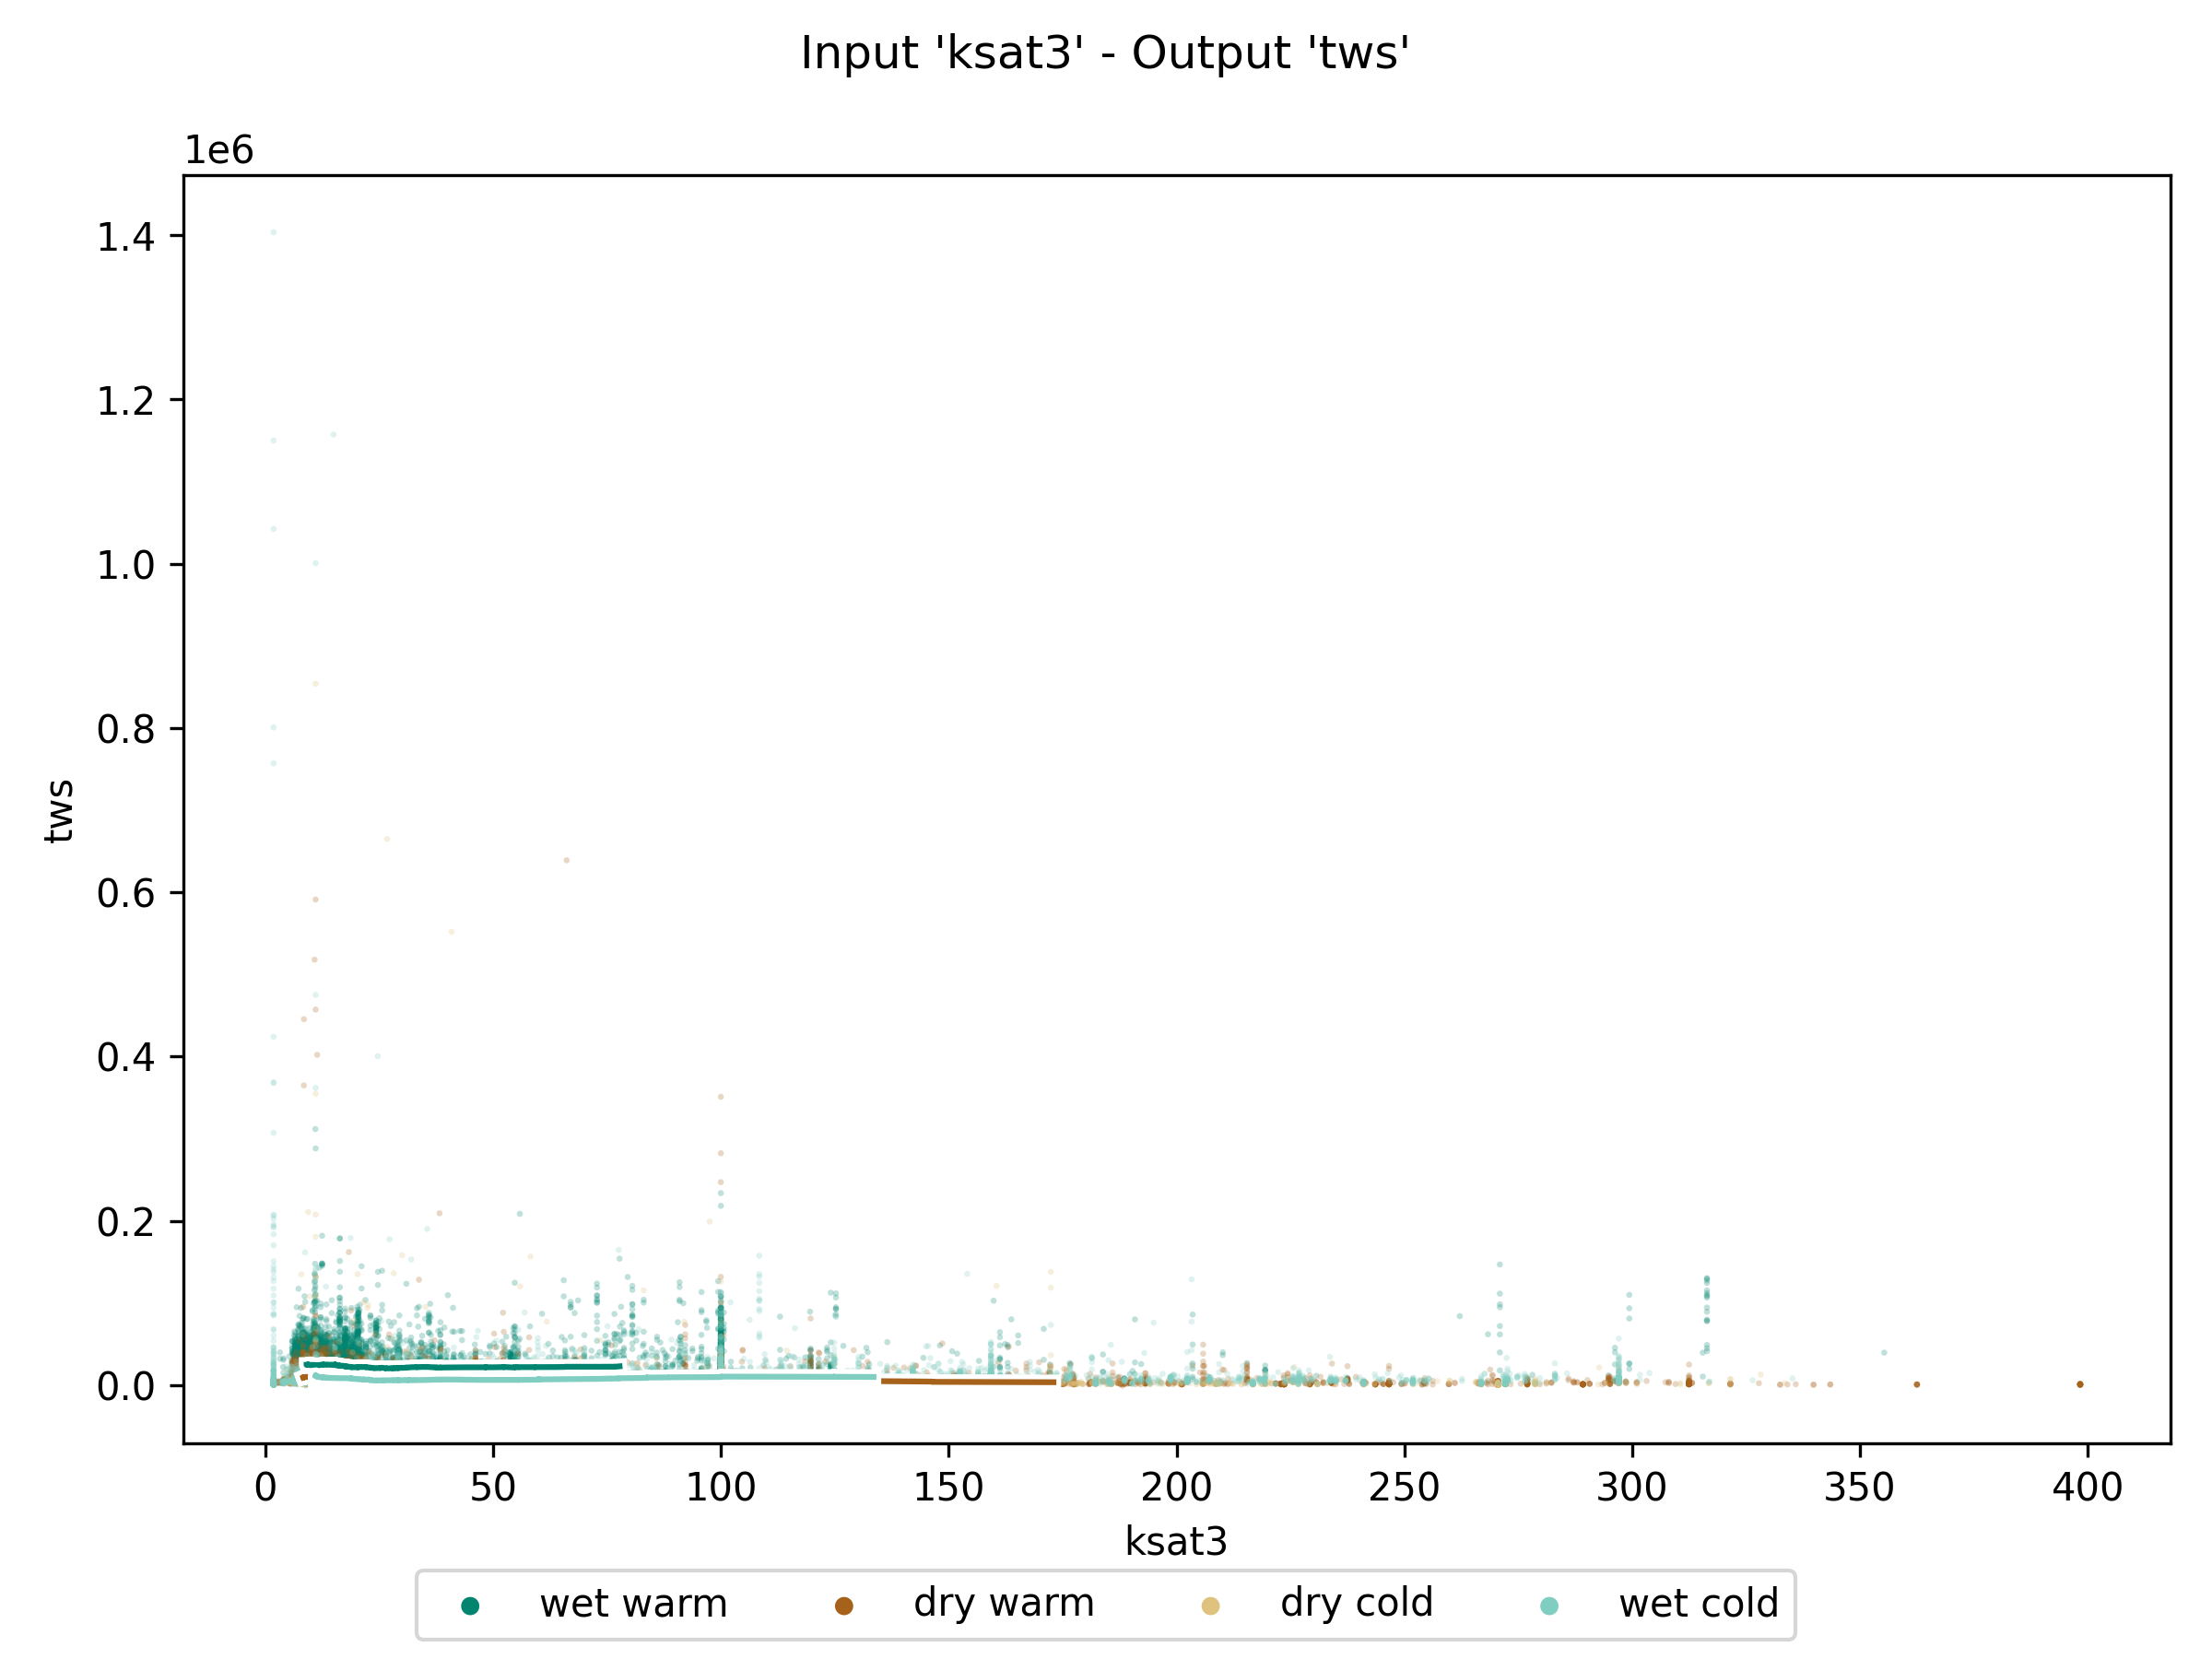 Input 'ksat3' - Output 'tws'
1e6
1.4
1.2
1.0
0.8
0.6
0.4
0.2
0.0
tws
0 50 100 150 200 250 300 350 400
ksat3
wet warm dry warm dry cold wet cold